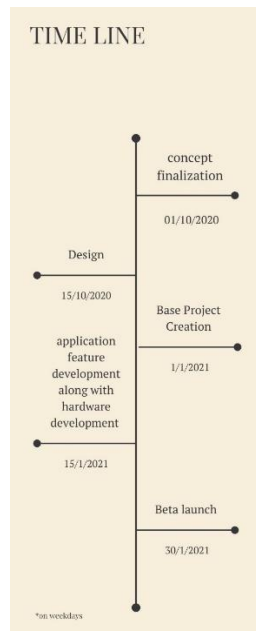 TIME LINE
concept
finalization
01/10/2020
Design
15/10/2020
Base Project
Creation
1/1/2021
application
feature
development
along with
hardware
development
15/1/2021
Beta launch
30/1/2021
*on weekdays